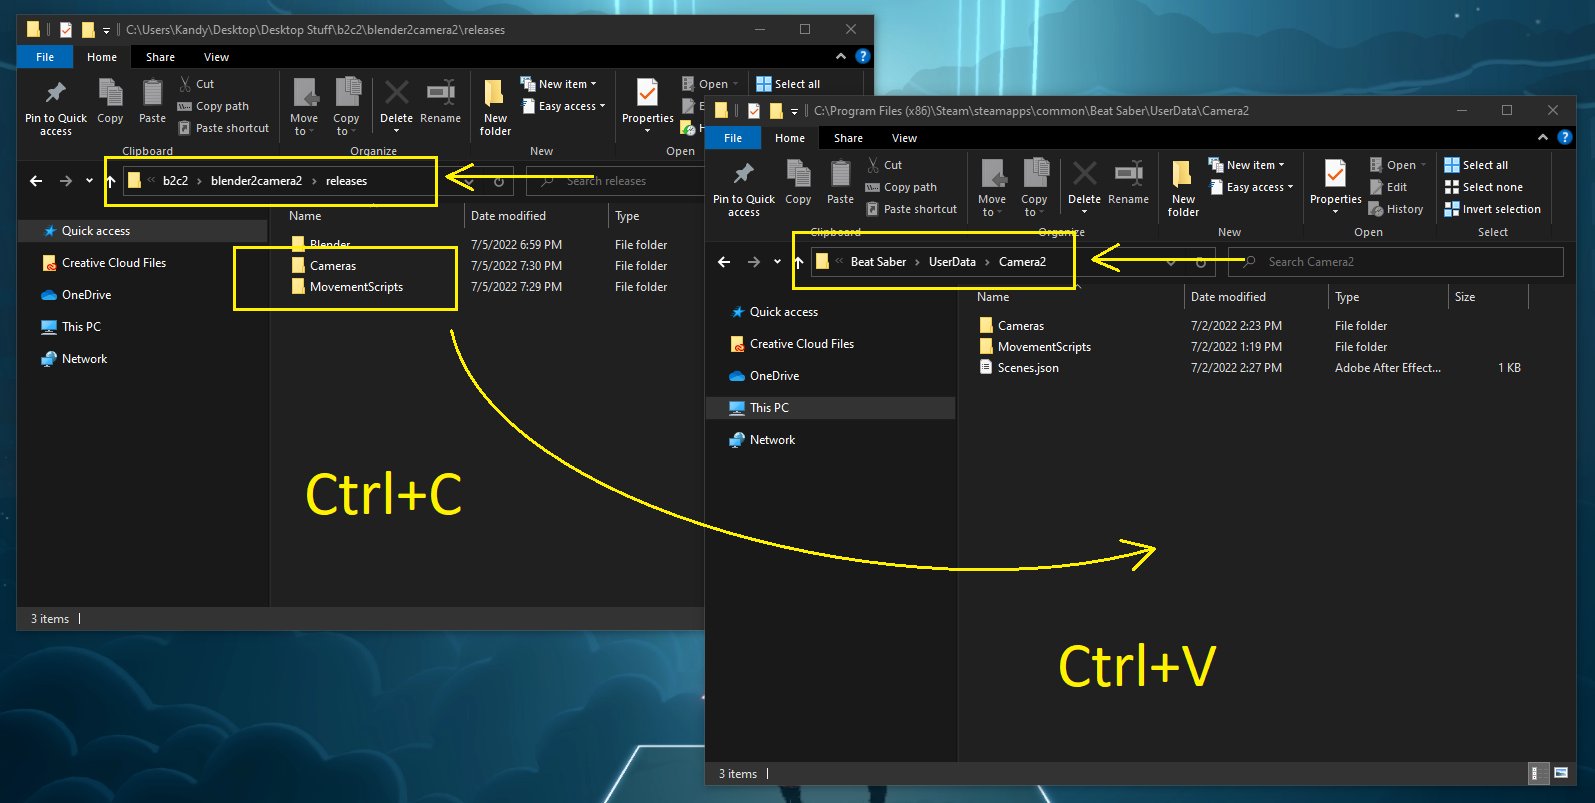 C:\Users\Kandy\Desktop\Desktop Stuff\b2c2\blender2camera2\releases
File Home Share View
Pin to Quick access
Copy
Paste
Cut
Copy path
Paste shortcut
Clipboard
Move to
Copy to
Delete
Rename
Organize
New folder
New item
Easy access
New
Properties
Open
E
H
Open
Select all
b2c2 blender2camera2 releases
Search releases
Quick access
Creative Cloud Files
OneDrive
This PC
Network
Name Date modified Type
Blender 7/5/2022 6:59 PM File folder
Cameras 7/5/2022 7:30 PM File folder
MovementScripts 7/5/2022 7:29 PM File folder
Ctrl+C
3 items
C:\Program Files (x86)\Steam\steamapps\common\Beat Saber\UserData\Camera2
File Home Share View
Pin to Quick access
Copy
Paste
Cut
Copy path
Paste shortcut
Clipboard
Move to
Copy to
Delete
Rename
Organize
New folder
New item
Easy access
New
Properties
Open
Edit
History
Open
Select all
Select none
Invert selection
Select
Beat Saber UserData Camera2
Search Camera2
Quick access
Creative Cloud Files
OneDrive
This PC
Network
Name Date modified Type Size
Cameras 7/2/2022 2:23 PM File folder
MovementScripts 7/2/2022 1:19 PM File folder
Scenes.json 7/2/2022 2:27 PM Adobe After Effect... 1 KB
Ctrl+V
3 items